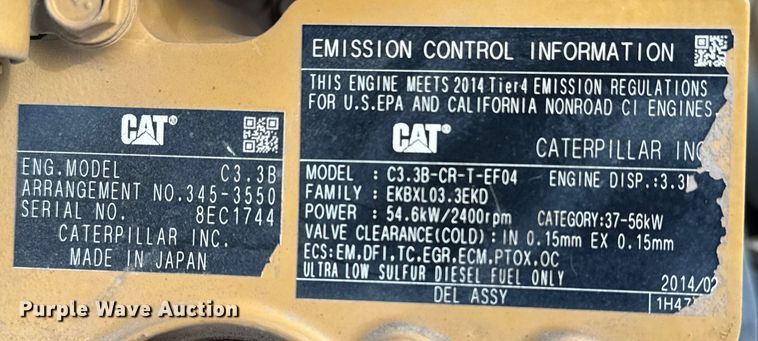 CAT®
ENG.MODEL C3.3B
ARRANGEMENT NO.345-3550
SERIAL NO. 8EC1744
CATERPILLAR INC.
MADE IN JAPAN
EMISSION CONTROL INFORMATION
THIS ENGINE MEETS 2014 Tier4 EMISSION REGULATIONS
FOR U.S.EPA AND CALIFORNIA NONROAD CI ENGINES.
CAT® CATERPILLAR INC
MODEL : C3.3B-CR-T-EF04 ENGINE DISP.:3.3
FAMILY : EKBXL03.3EKD
POWER : 54.6kW/2400rpm CATEGORY:37-56kW
VALVE CLEARANCE(COLD) : IN 0.15mm EX 0.15mm
ECS:EM,DFI,TC,EGR,ECM,PTOX,OC
ULTRA LOW SULFUR DIESEL FUEL ONLY 2014/02
DEL ASSY 1H47
Purple Wave Auction